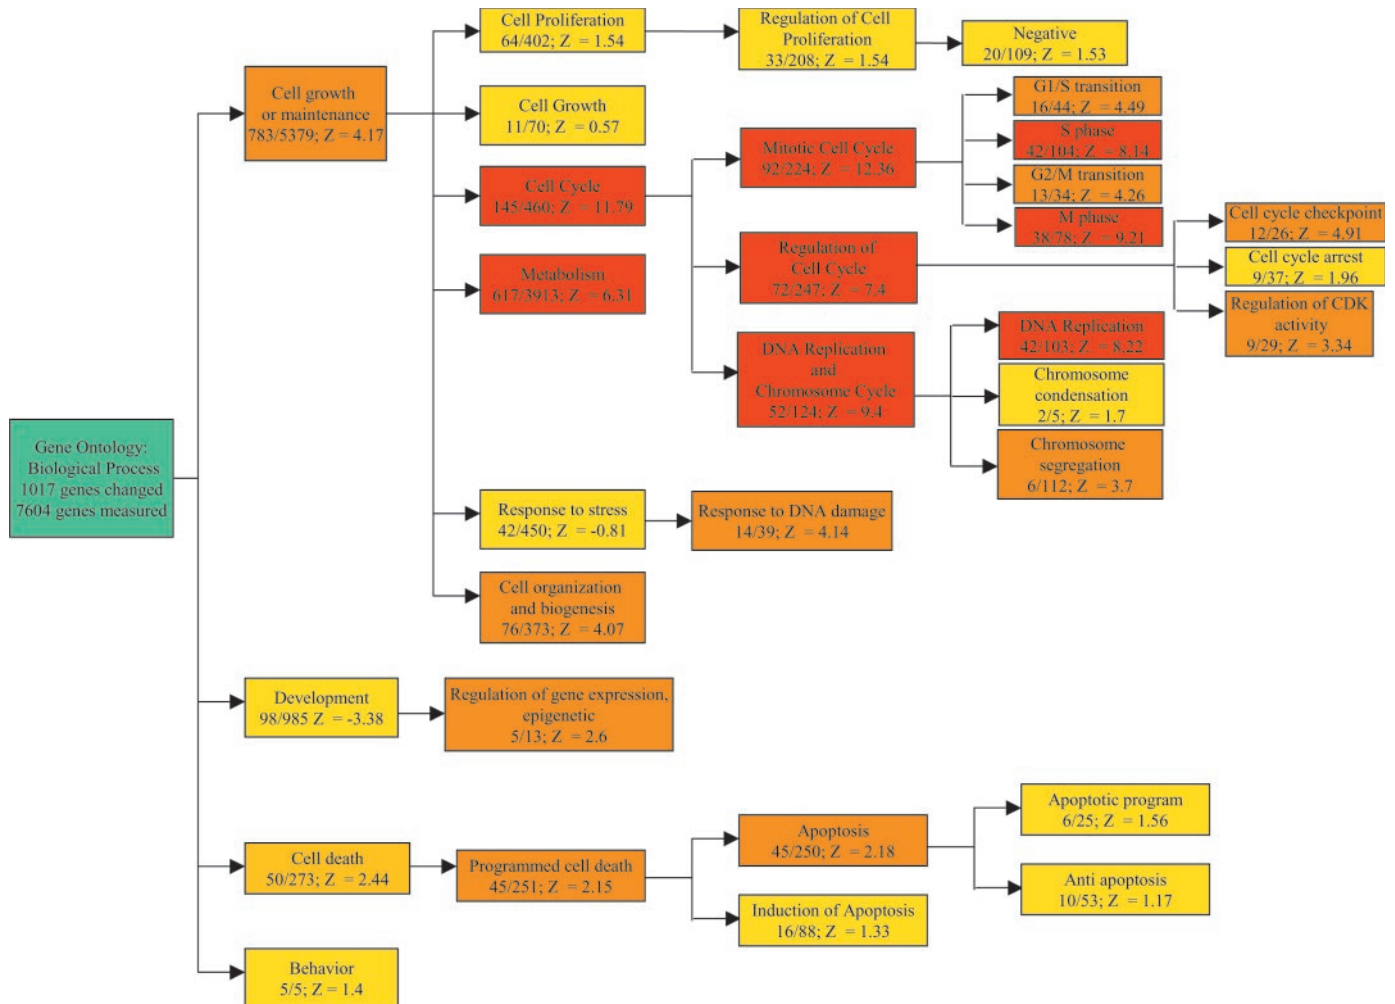 Cell Proliferation
64/402; Z = 1.54
Regulation of Cell
Proliferation
33/208; Z = 1.54
Negative
20/109; Z = 1.53
Cell growth
or maintenance
783/5379; Z = 4.17
Cell Growth
11/70; Z = 0.57
G1/S transition
16/44; Z = 4.49
Mitotic Cell Cycle
92/224; Z = 12.36
S phase
42/104; Z = 8.14
G2/M transition
13/34; Z = 4.26
M phase
38/78; Z = 9.21
Cell Cycle
145/460; Z = 11.79
Regulation of
Cell Cycle
72/247; Z = 7.4
Cell cycle checkpoint
12/26; Z = 4.91
Cell cycle arrest
9/37; Z = 1.96
Regulation of CDK
activity
9/29; Z = 3.34
Metabolism
617/3913; Z = 6.31
DNA Replication
and
Chromosome Cycle
52/124; Z = 9.4
DNA Replication
42/103; Z = 8.22
Chromosome
condensation
2/5; Z = 1.7
Chromosome
segregation
6/112; Z = 3.7
Gene Ontology:
Biological Process
1017 genes changed
7604 genes measured
Response to stress
42/450; Z = -0.81
Response to DNA damage
14/39; Z = 4.14
Cell organization
and biogenesis
76/373; Z = 4.07
Development
98/985 Z = -3.38
Regulation of gene expression,
epigenetic
5/13; Z = 2.6
Cell death
50/273; Z = 2.44
Programmed cell death
45/251; Z = 2.15
Apoptosis
45/250; Z = 2.18
Apoptotic program
6/25; Z = 1.56
Anti apoptosis
10/53; Z = 1.17
Induction of Apoptosis
16/88; Z = 1.33
Behavior
5/5; Z = 1.4